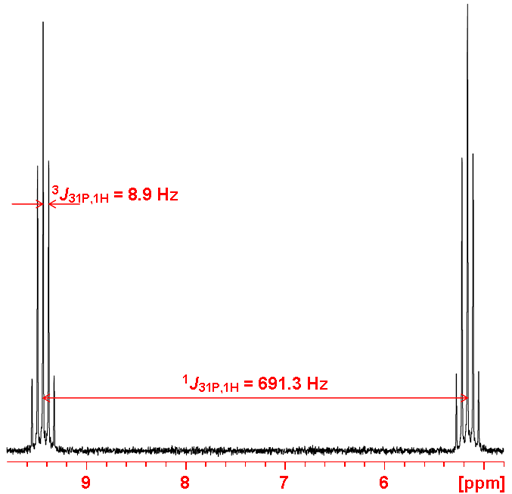 ³J₃₁P,₁H = 8.9 Hz
¹J₃₁P,₁H = 691.3 Hz
9 8 7 6 [ppm]